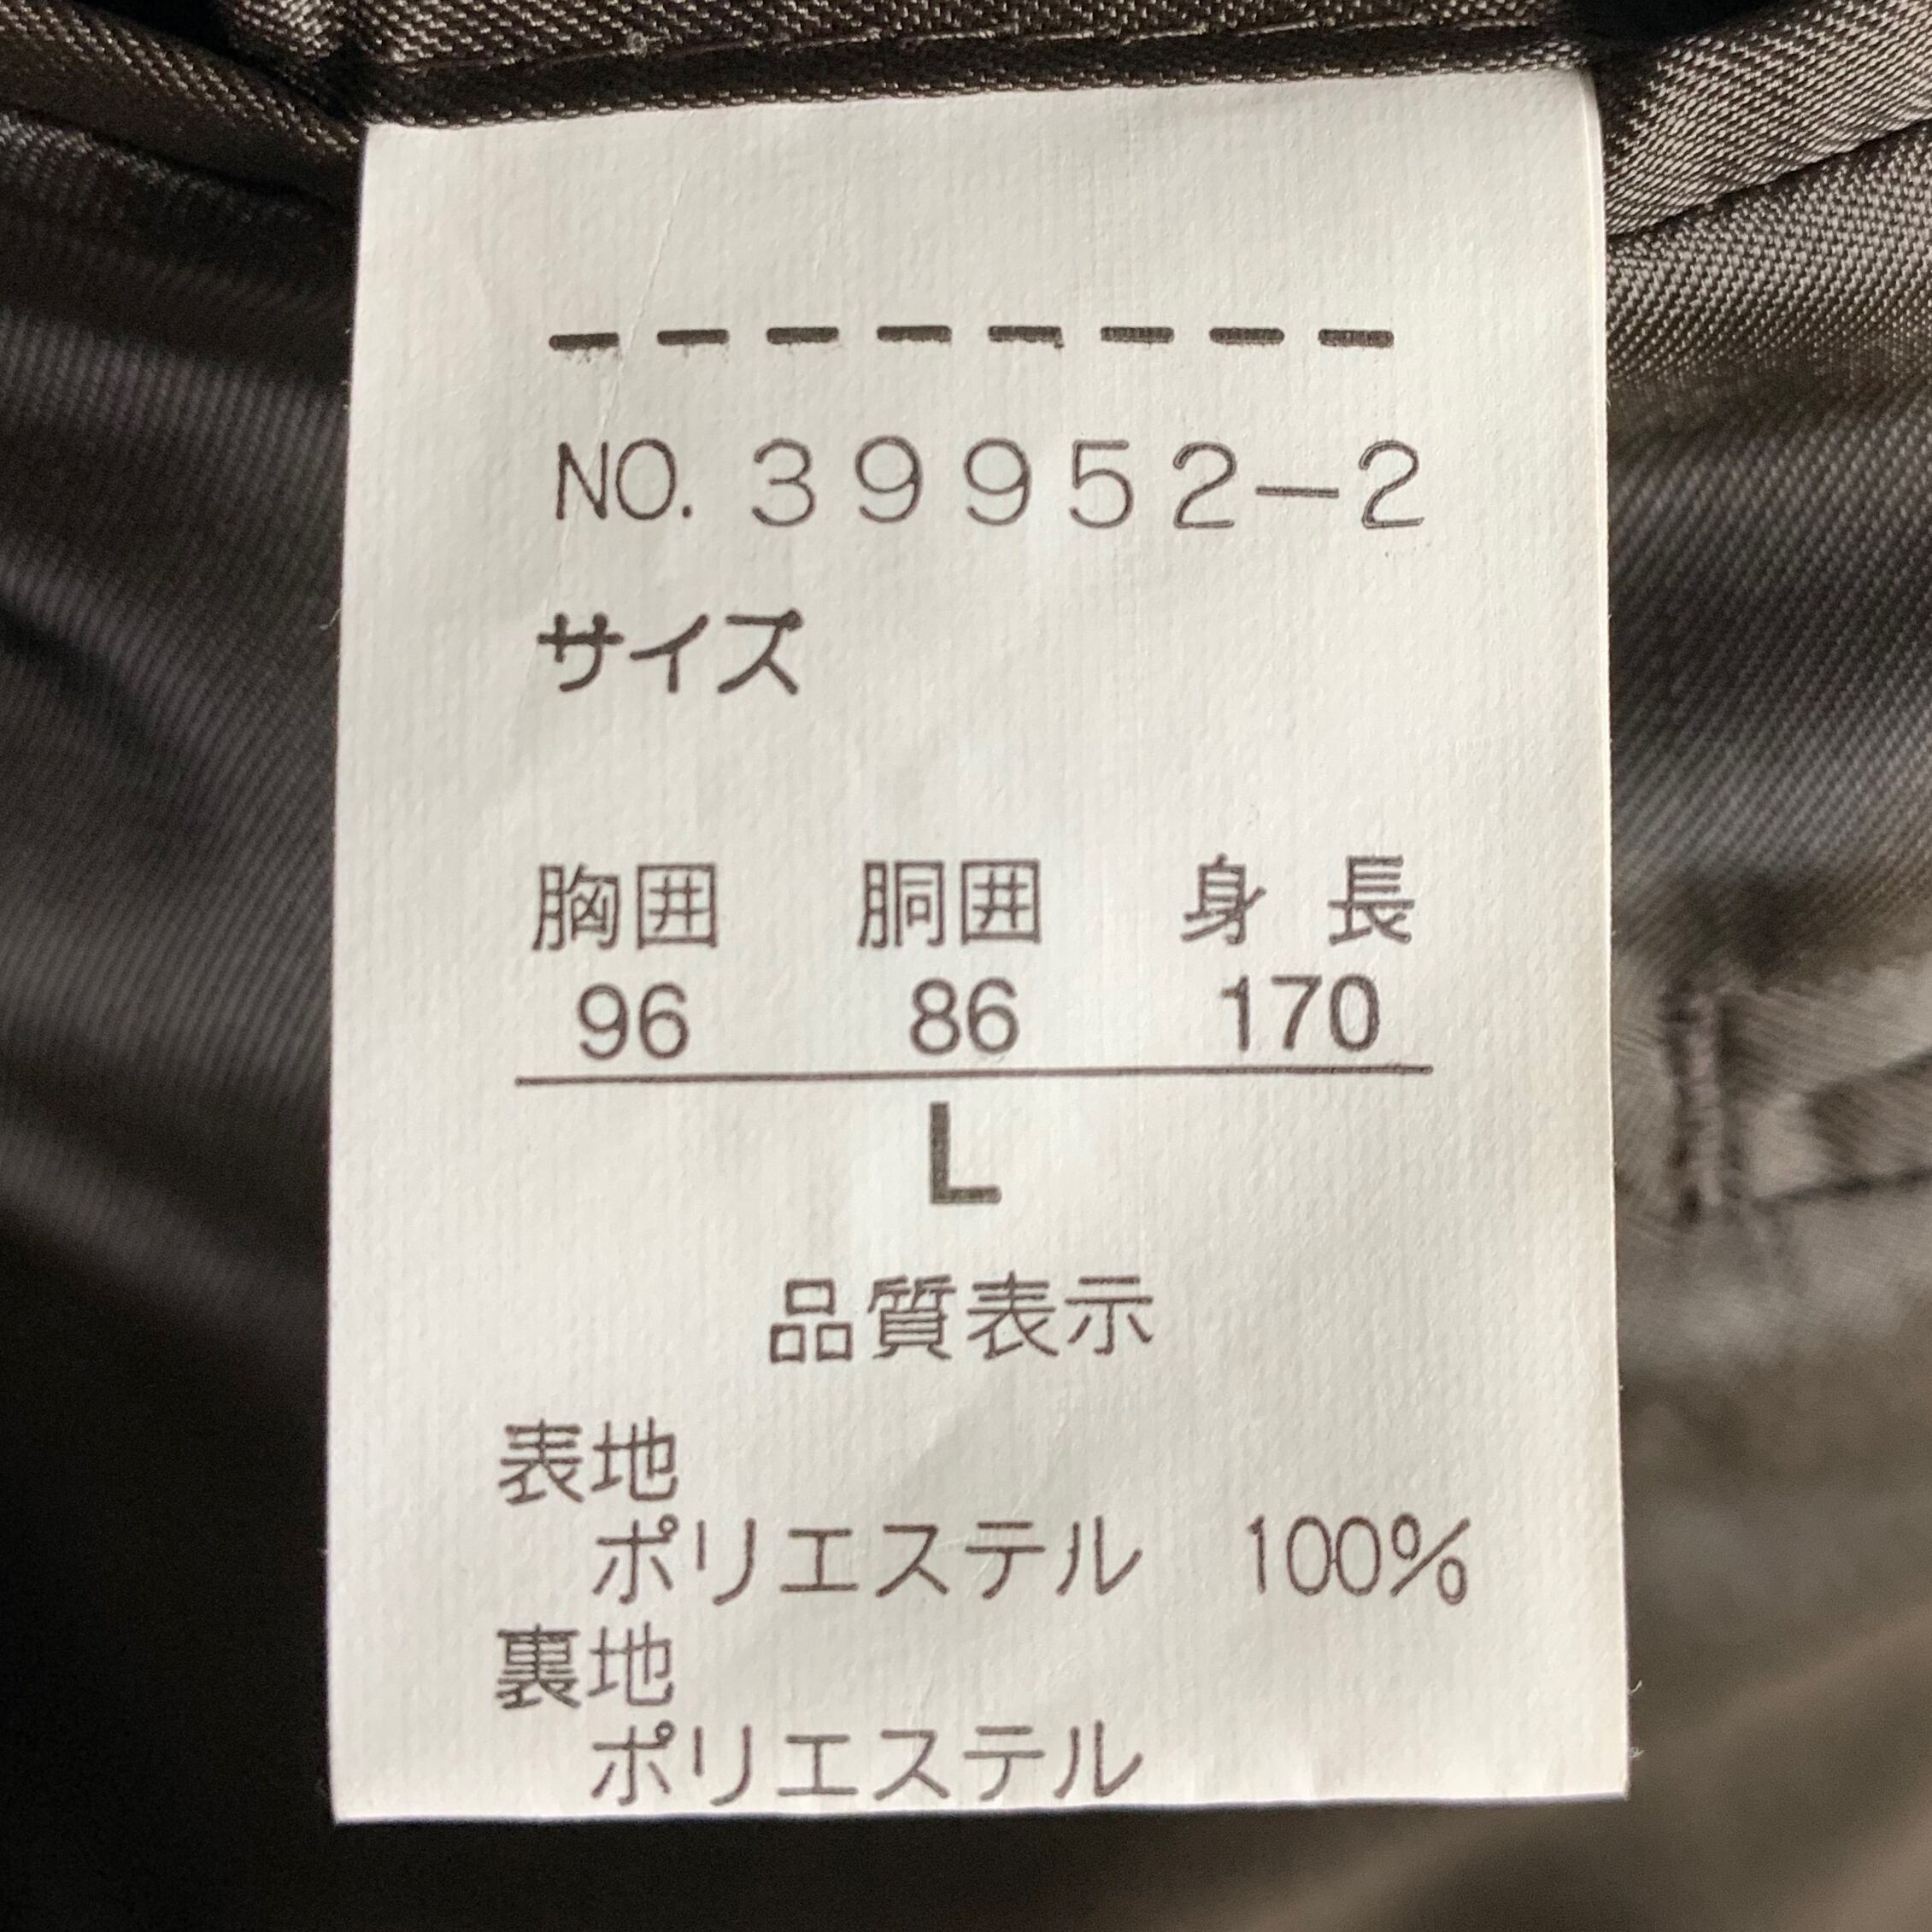 NO. 39952-2
サイズ
胸囲 胴囲 身長
96 86 170
L
品質表示
表地
ポリエステル 100%
裏地
ポリエステル